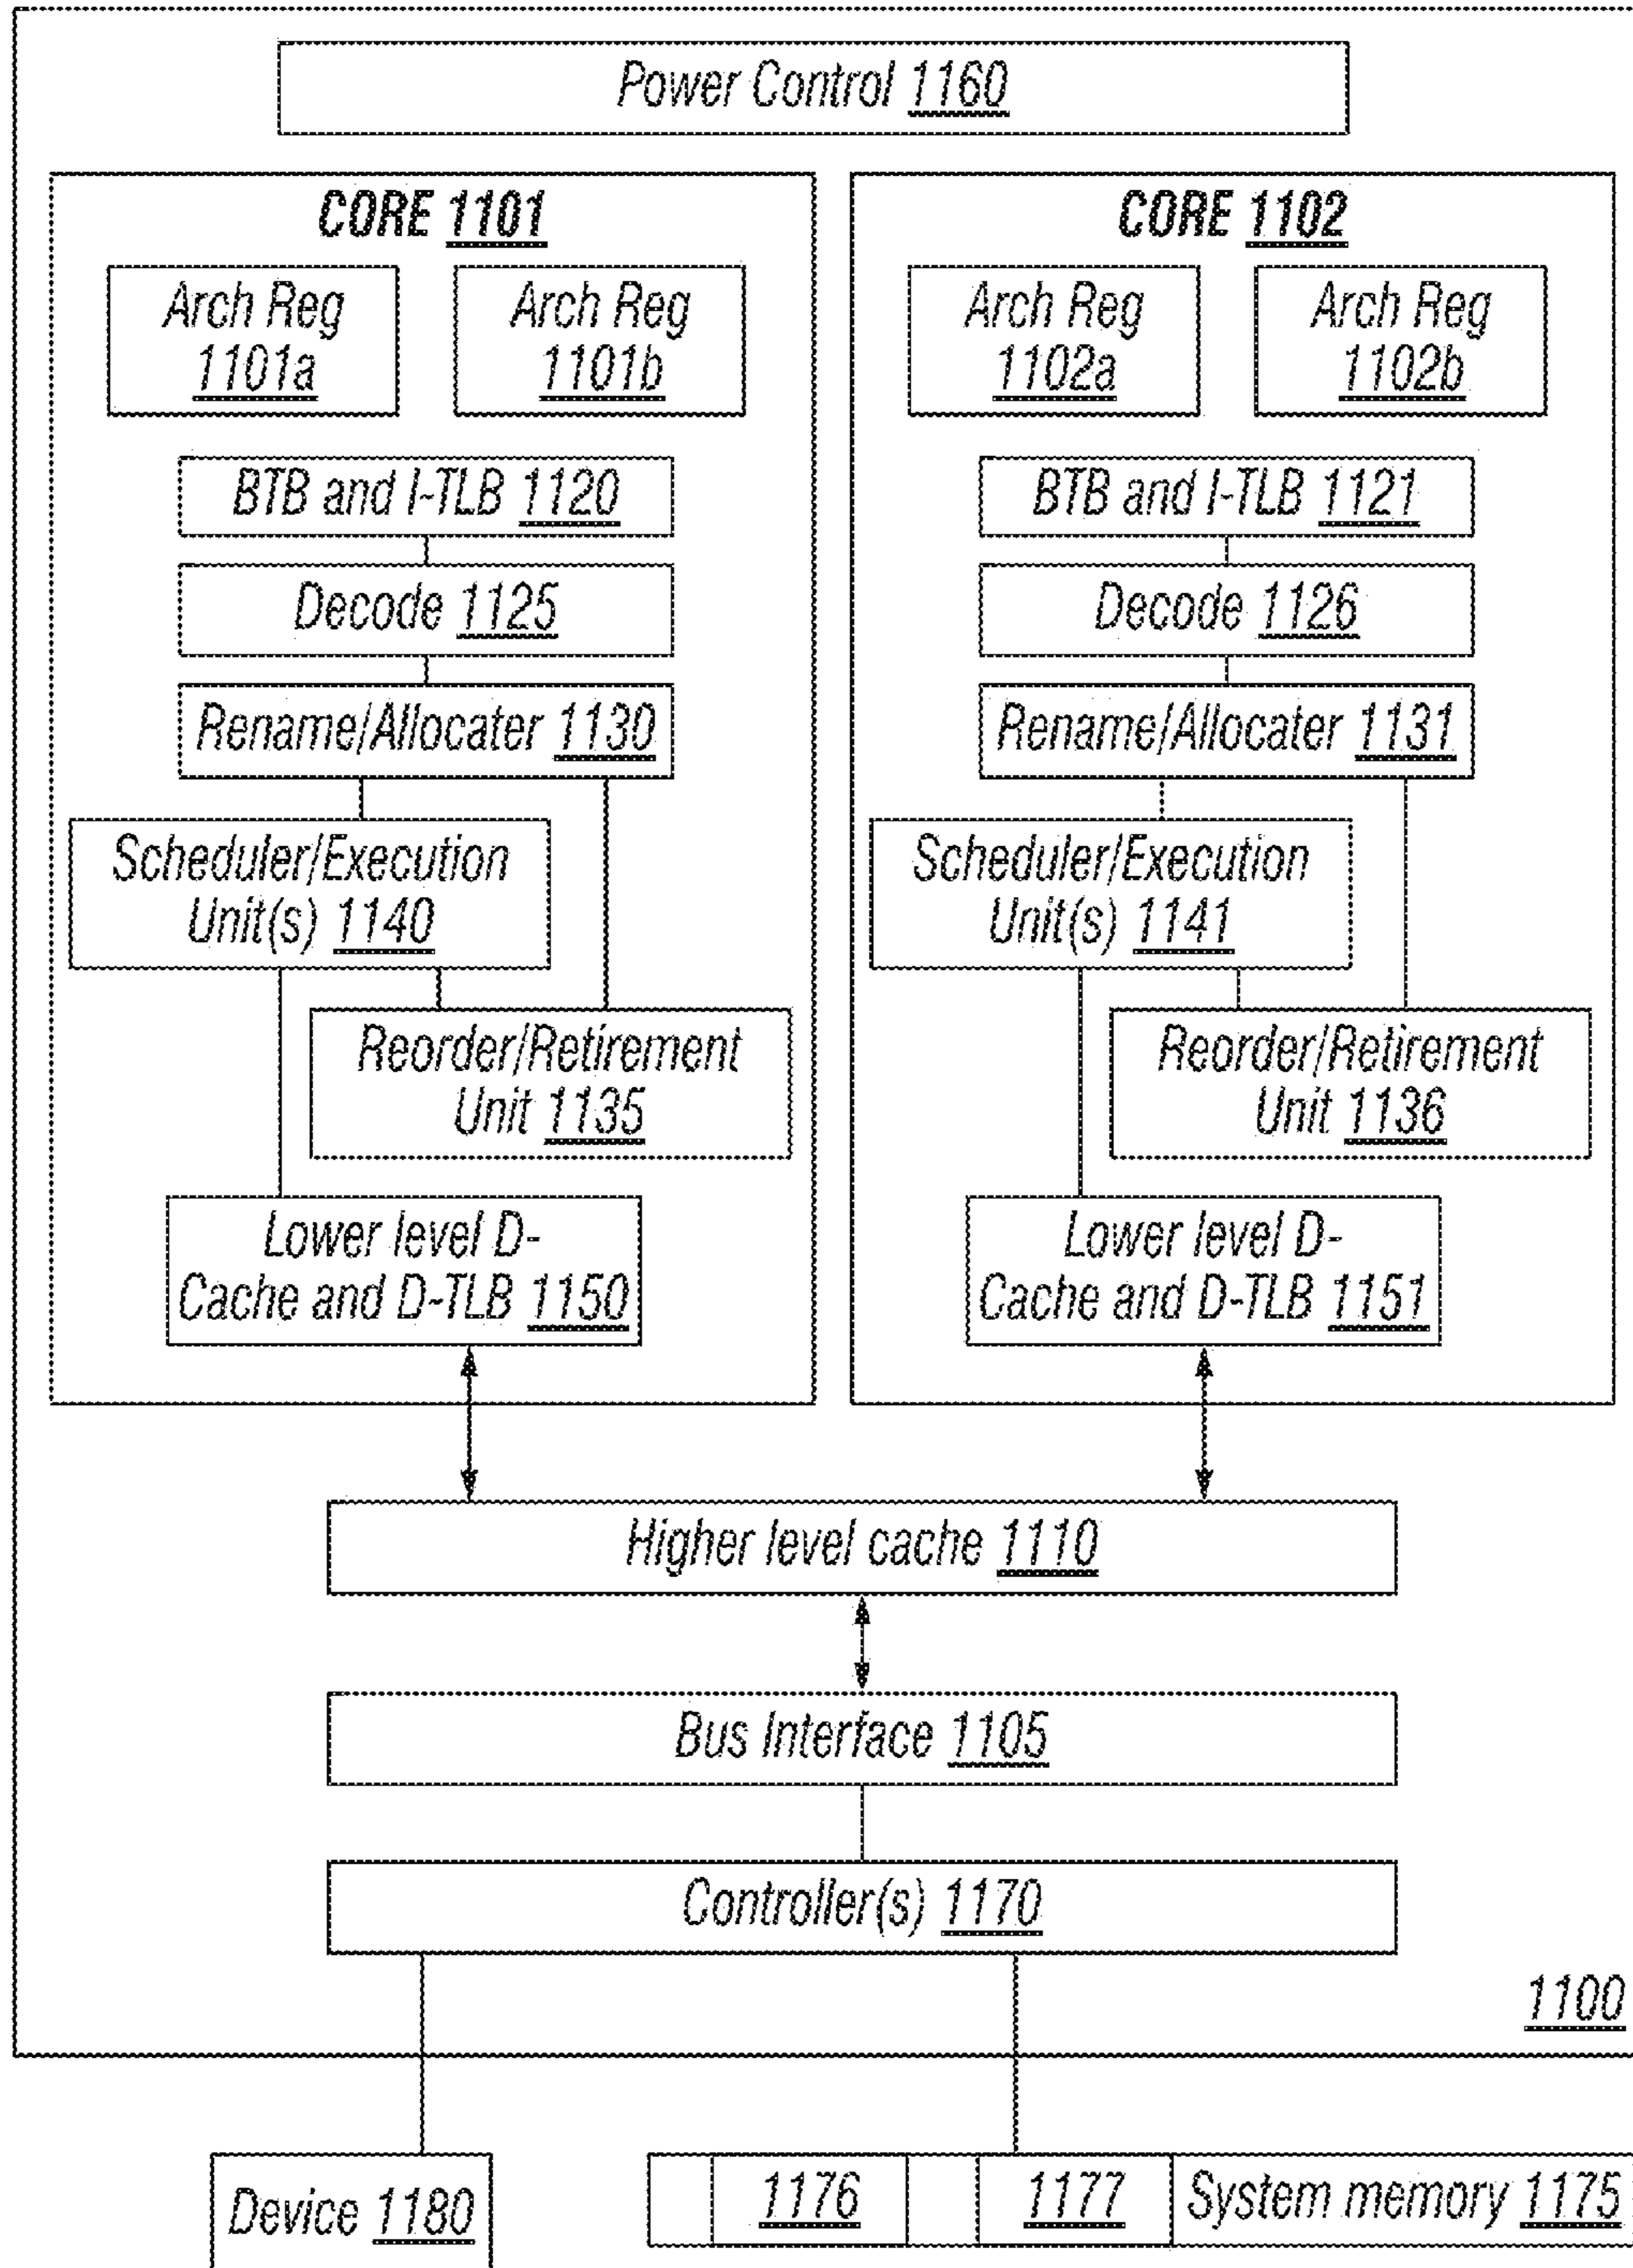 Power Control 1160
CORE 1101
Arch Reg
1101a
Arch Reg
1101b
BTB and I-TLB 1120
Decode 1125
Rename/Allocater 1130
Scheduler/Execution
Unit(s) 1140
Reorder/Retirement
Unit 1135
Lower level D-
Cache and D-TLB 1150
CORE 1102
Arch Reg
1102a
Arch Reg
1102b
BTB and I-TLB 1121
Decode 1126
Rename/Allocater 1131
Scheduler/Execution
Unit(s) 1141
Reorder/Retirement
Unit 1136
Lower level D-
Cache and D-TLB 1151
Higher level cache 1110
Bus Interface 1105
Controller(s) 1170
1100
Device 1180
1176
1177
System memory 1175